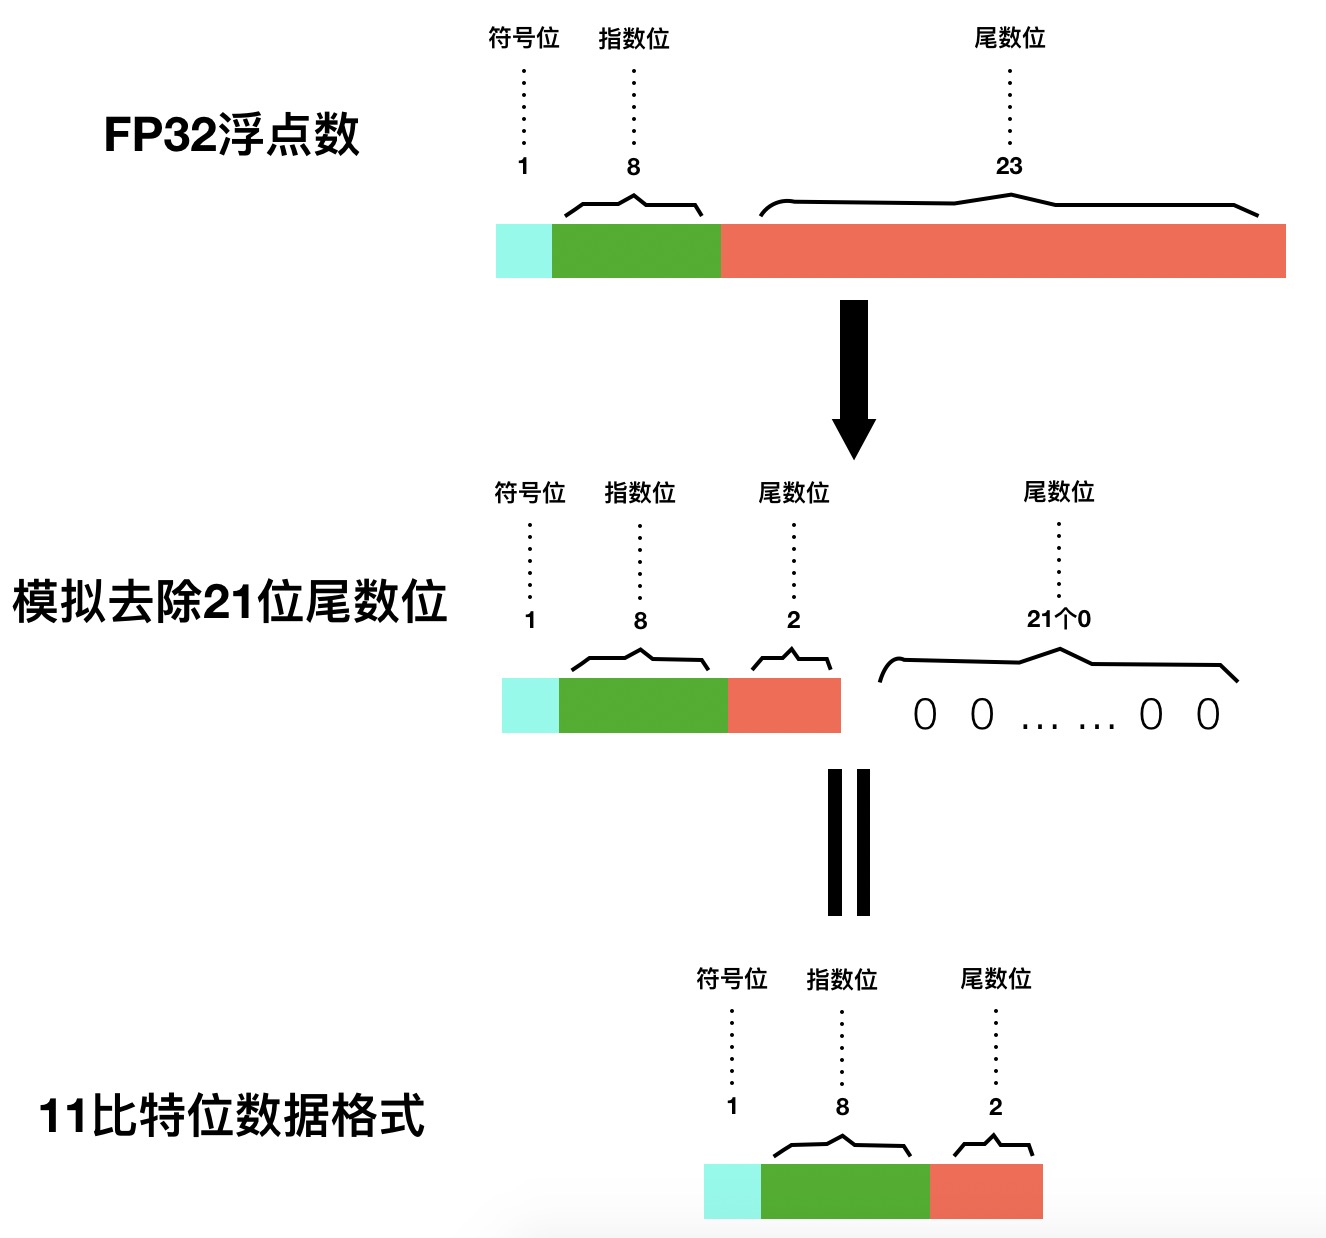 符号位 指数位 尾数位
FP32浮点数
1 8 23
符号位 指数位 尾数位 尾数位
模拟去除21位尾数位
1 8 2 21个0
0 0 ... ... 0 0
符号位 指数位 尾数位
11比特位数据格式
1 8 2